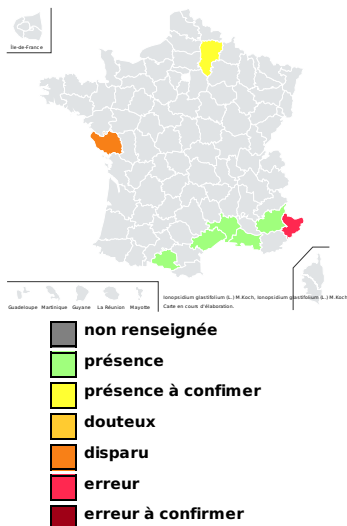 Île-de-France
Guadeloupe Martinique Guyane La Réunion Mayotte
Ionopsidium glastifolium (L.) M.Koch, Ionopsidium glastifolium (L.) M.Koch
Carte en cours d'élaboration.
non renseignée
présence
présence à confimer
douteux
disparu
erreur
erreur à confirmer